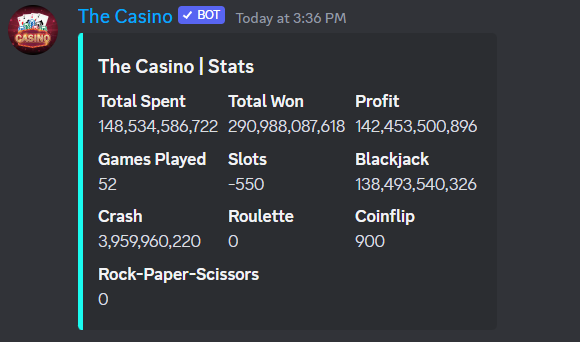 The Casino ✓ BOT Today at 3:36 PM
CASINO
The Casino | Stats
Total Spent Total Won Profit
148,534,586,722 290,988,087,618 142,453,500,896
Games Played Slots Blackjack
52 -550 138,493,540,326
Crash Roulette Coinflip
3,959,960,220 0 900
Rock-Paper-Scissors
0